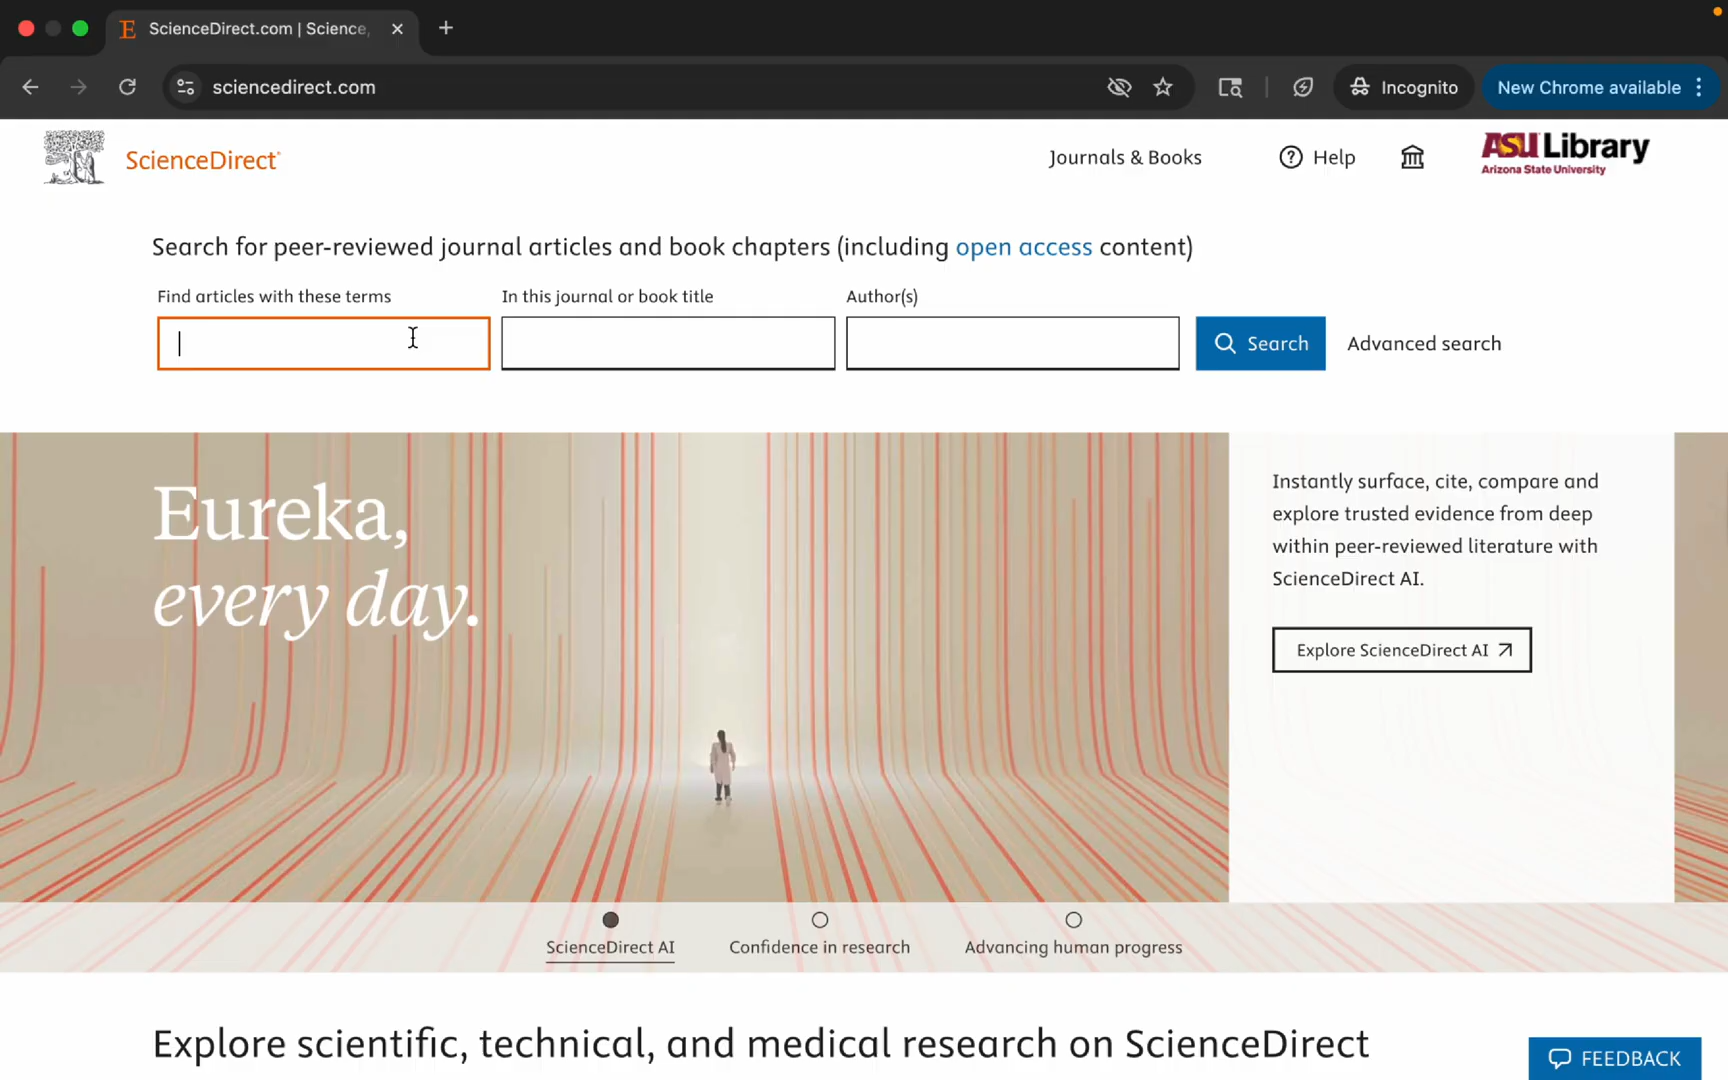 ScienceDirect.com | Science,
sciencedirect.com
Incognito
New Chrome available
ScienceDirect
Journals & Books
Help
ASU Library
Arizona State University
Search for peer-reviewed journal articles and book chapters (including open access content)
Find articles with these terms
In this journal or book title
Author(s)
Search
Advanced search
Eureka,
every day.
Instantly surface, cite, compare and
explore trusted evidence from deep
within peer-reviewed literature with
ScienceDirect AI.
Explore ScienceDirect AI
ScienceDirect AI
Confidence in research
Advancing human progress
Explore scientific, technical, and medical research on ScienceDirect
FEEDBACK